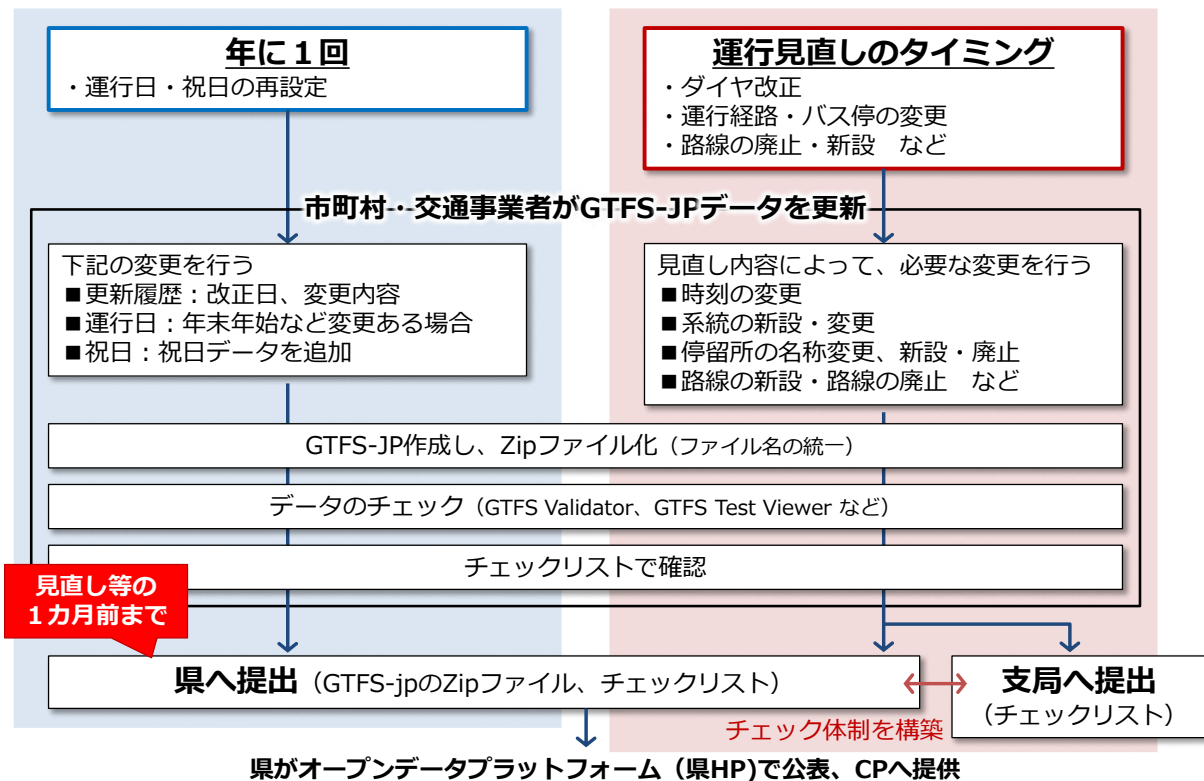 年に１回
・運行日・祝日の再設定
運行見直しのタイミング
・ダイヤ改正
・運行経路・バス停の変更
・路線の廃止・新設　など
市町村・交通事業者がGTFS-JPデータを更新
下記の変更を行う
■更新履歴：改正日、変更内容
■運行日：年末年始など変更ある場合
■祝日：祝日データを追加
見直し内容によって、必要な変更を行う
■時刻の変更
■系統の新設・変更
■停留所の名称変更、新設・廃止
■路線の新設・路線の廃止　など
GTFS-JP作成し、Zipファイル化（ファイル名の統一）
データのチェック（GTFS Validator、GTFS Test Viewer など）
チェックリストで確認
見直し等の
１カ月前まで
県へ提出（GTFS-jpのZipファイル、チェックリスト）
支局へ提出
（チェックリスト）
チェック体制を構築
県がオープンデータプラットフォーム（県HP)で公表、CPへ提供